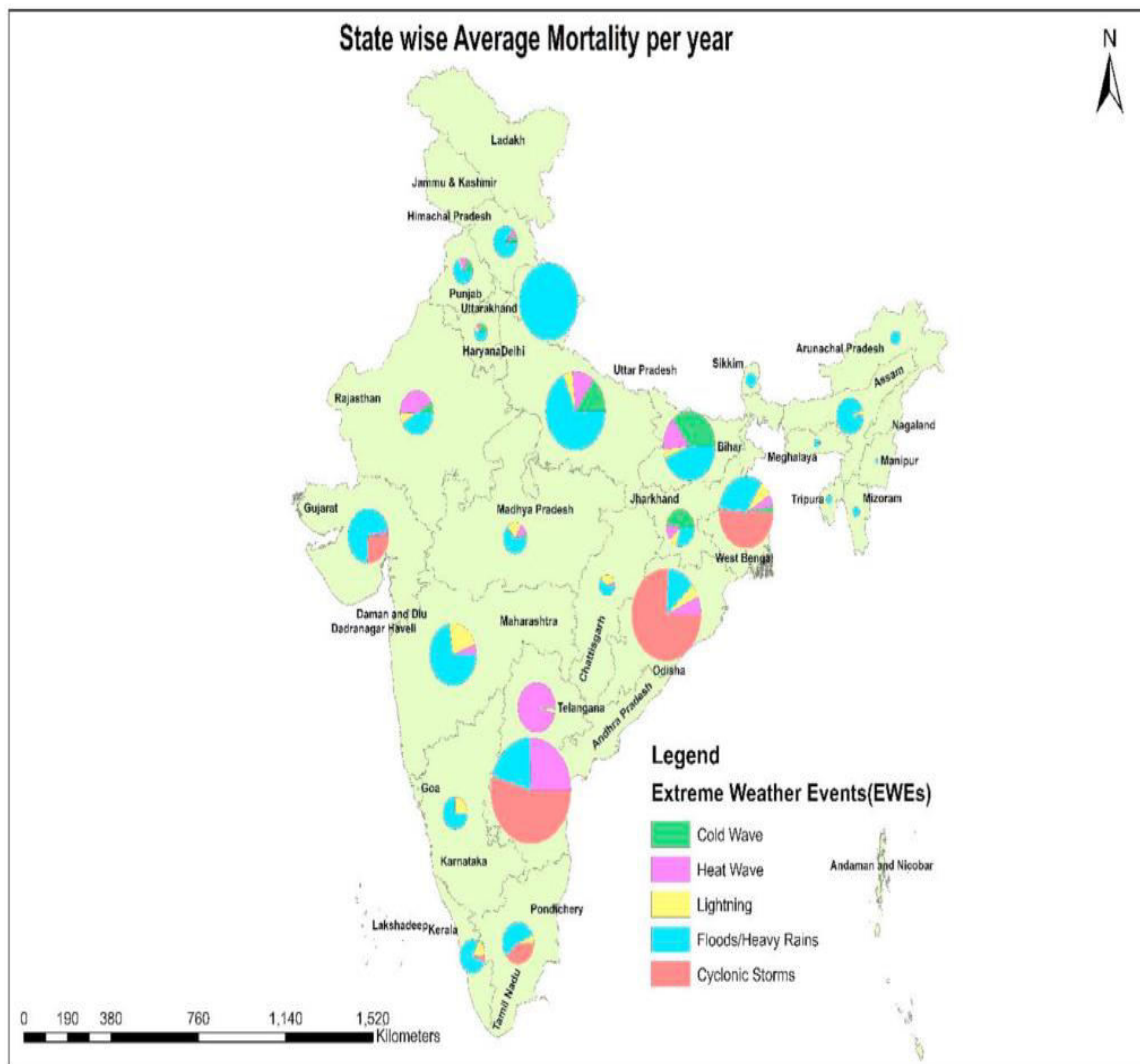 State wise Average Mortality per year
N
Ladakh
Jammu & Kashmir
Himachal Pradesh
Punjab
Uttarakhand
HaryanaDelhi
Uttar Pradesh
Sikkim
Arunachal Pradesh
Assam
Rajasthan
Nagaland
Bihar
Meghalaya
Manipur
Gujarat
Madhya Pradesh
Jharkhand
Tripura
Mizoram
West Bengal
Daman and Diu
Dadranagar Haveli
Maharashtra
Chattisgarh
Odisha
Telangana
Andhra Pradesh
Legend
Extreme Weather Events(EWEs)
Cold Wave
Heat Wave
Lightning
Floods/Heavy Rains
Cyclonic Storms
Goa
Karnataka
Andaman and Nicobar
Pondichery
LakshadeepKerala
Tamil Nadu
0 190 380 760 1,140 1,520
Kilometers